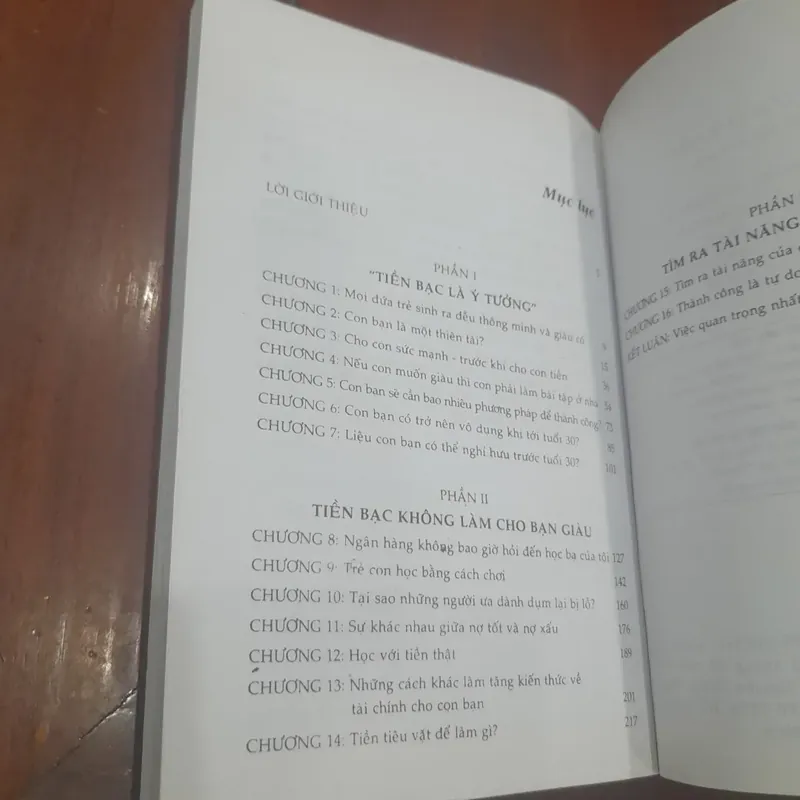 Mục lục
LỜI GIỚI THIỆU 5
PHẦN I
"TIỀN BẠC LÀ Ý TƯỞNG"
CHƯƠNG 1: Mọi đứa trẻ sinh ra đều thông minh và giàu có 9
CHƯƠNG 2: Con bạn là một thiên tài? 15
CHƯƠNG 3: Cho con sức mạnh - trước khi cho con tiền
CHƯƠNG 4: Nếu con muốn giàu thì con phải làm bài tập ở nhà 54
CHƯƠNG 5: Con bạn sẽ cần bao nhiêu phương pháp để thành công? 73
CHƯƠNG 6: Con bạn có trở nên vô dụng khi tới tuổi 30? 85
CHƯƠNG 7: Liệu con bạn có thể nghỉ hưu trước tuổi 30? 101
PHẦN II
TIỀN BẠC KHÔNG LÀM CHO BẠN GIÀU
CHƯƠNG 8: Ngân hàng không bao giờ hỏi đến học bạ của tôi 127
CHƯƠNG 9: Trẻ con học bằng cách chơi 142
CHƯƠNG 10: Tại sao những người ưa dành dụm lại bị lỗ? 160
CHƯƠNG 11: Sự khác nhau giữa nợ tốt và nợ xấu 176
CHƯƠNG 12: Học với tiền thật 189
CHƯƠNG 13: Những cách khác làm tăng kiến thức về
tài chính cho con bạn 201
CHƯƠNG 14: Tiền tiêu vặt để làm gì? 217
PHẦN
TÌM RA TÀI NĂNG
CHƯƠNG 15: Tìm ra tài năng của
CHƯƠNG 16: Thành công là tự do
KẾT LUẬN: Việc quan trọng nhất